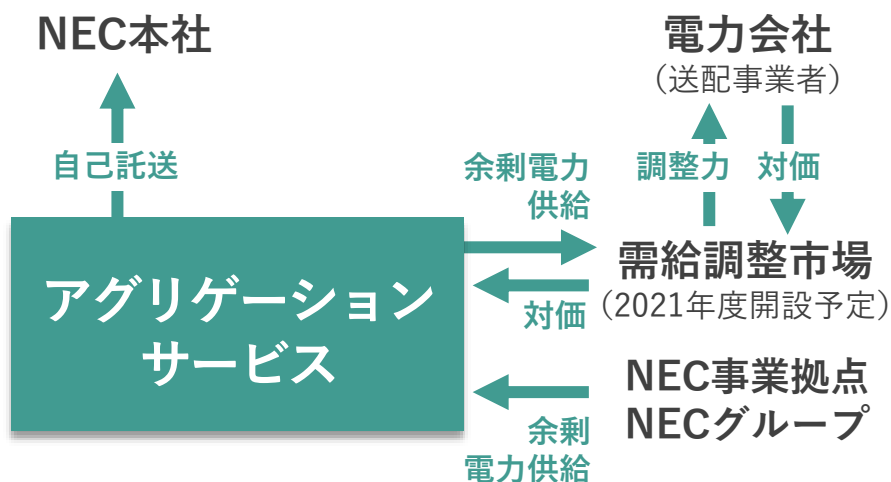 NEC本社
電力会社
（送配事業者）
自己託送
余剰電力
供給
調整力
対価
アグリゲーション
サービス
需給調整市場
（2021年度開設予定）
対価
NEC事業拠点
NECグループ
余剰
電力供給